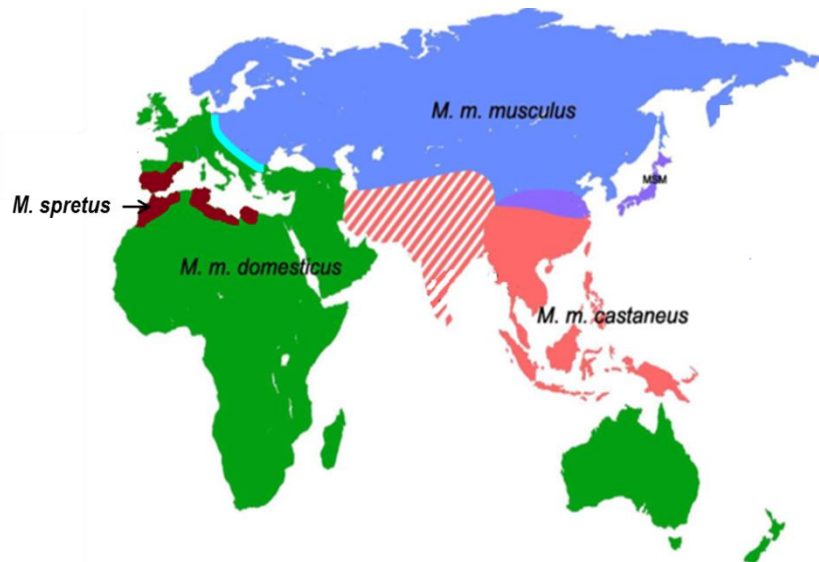 M. m. musculus
MSM
M. spretus
M. m. domesticus
M. m. castaneus